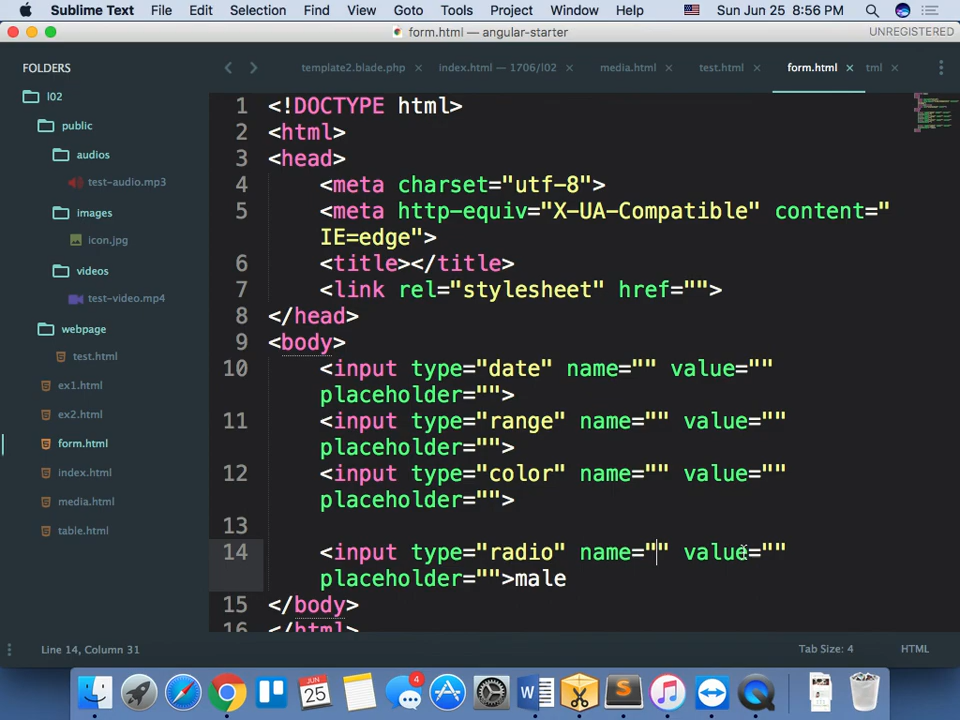 Sublime Text File Edit Selection Find View Goto Tools Project Window Help Sun Jun 25 8:56 PM
form.html — angular-starter UNREGISTERED
FOLDERS
template2.blade.php × index.html — 1706/l02 × media.html × test.html × form.html × tml ×
l02
public
audios
test-audio.mp3
images
icon.jpg
videos
test-video.mp4
webpage
test.html
ex1.html
ex2.html
form.html
index.html
media.html
table.html
1 <!DOCTYPE html>
2 <html>
3 <head>
4 <meta charset="utf-8">
5 <meta http-equiv="X-UA-Compatible" content="
IE=edge">
6 <title></title>
7 <link rel="stylesheet" href="">
8 </head>
9 <body>
10 <input type="date" name="" value=""
placeholder="">
11 <input type="range" name="" value=""
placeholder="">
12 <input type="color" name="" value=""
placeholder="">
13
14 <input type="radio" name="" value=""
placeholder="">male
15 </body>
16 </html>
Line 14, Column 31 Tab Size: 4 HTML
JUN
25
4